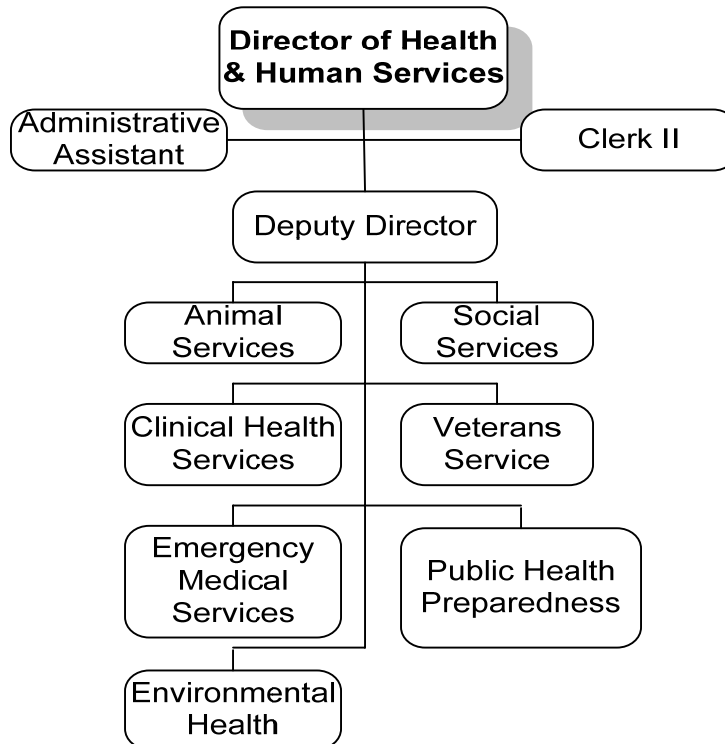 Director of Health
& Human Services
Administrative
Assistant
Clerk II
Deputy Director
Animal
Services
Social
Services
Clinical Health
Services
Veterans
Service
Emergency
Medical
Services
Public Health
Preparedness
Environmental
Health